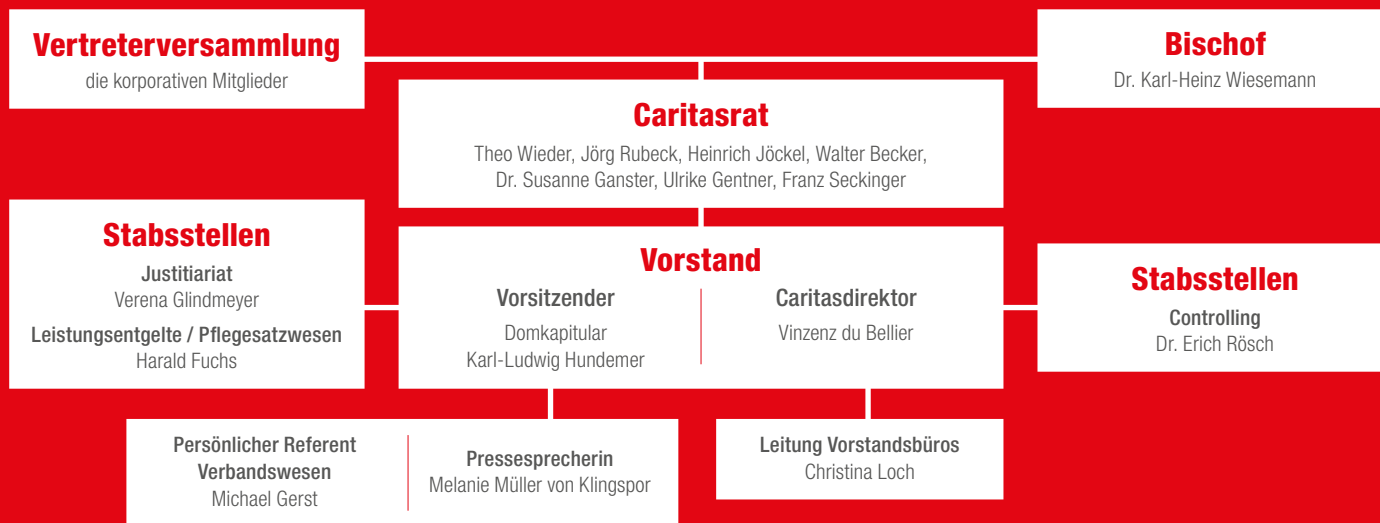 Vertreterversammlung
die korporativen Mitglieder
Bischof
Dr. Karl-Heinz Wiesemann
Caritasrat
Theo Wieder, Jörg Rubeck, Heinrich Jöckel, Walter Becker,
Dr. Susanne Ganster, Ulrike Gentner, Franz Seckinger
Stabsstellen
Justitiariat
Verena Glindmeyer
Leistungsentgelte / Pflegesatzwesen
Harald Fuchs
Vorstand
Vorsitzender
Domkapitular
Karl-Ludwig Hundemer
Caritasdirektor
Vinzenz du Bellier
Stabsstellen
Controlling
Dr. Erich Rösch
Persönlicher Referent
Verbandswesen
Michael Gerst
Pressesprecherin
Melanie Müller von Klingspor
Leitung Vorstandsbüros
Christina Loch